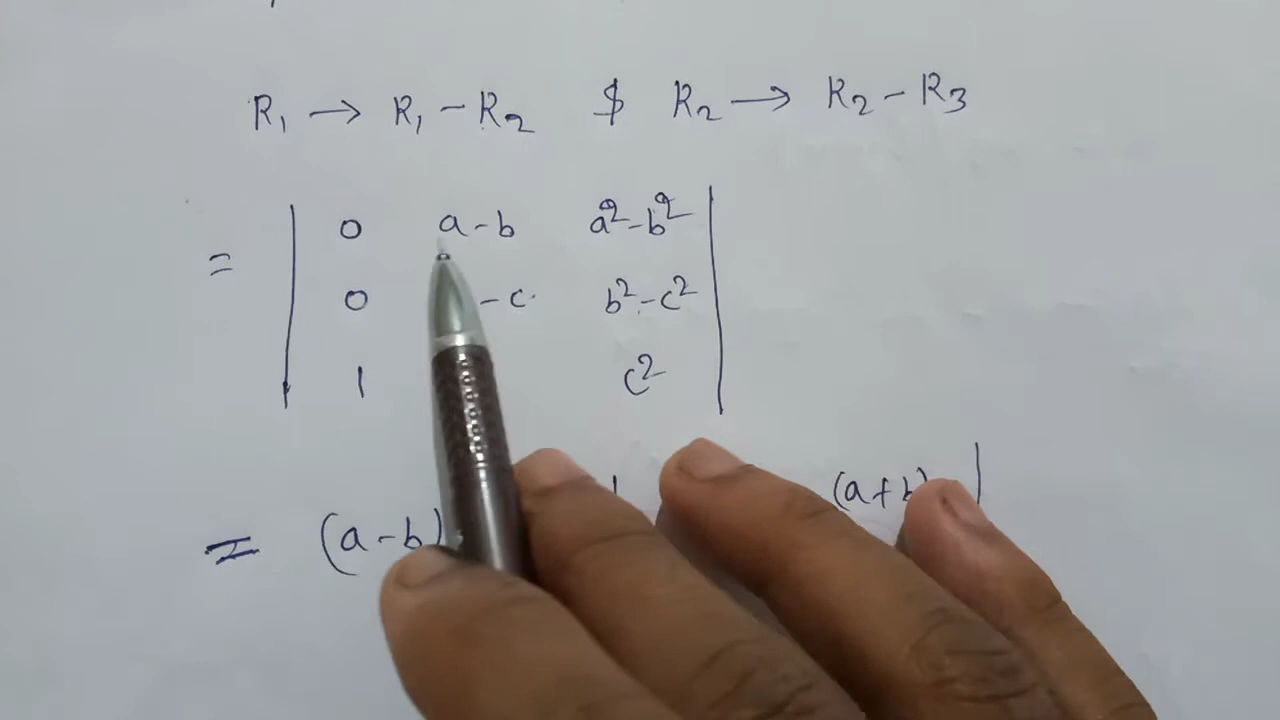 R₁ → R₁ - R₂ $ R₂ → R₂ - R₃
= | 0 a-b a²-b² |
| 0 -c b²-c² |
| 1 c² |
= (a-b) (a+b) |